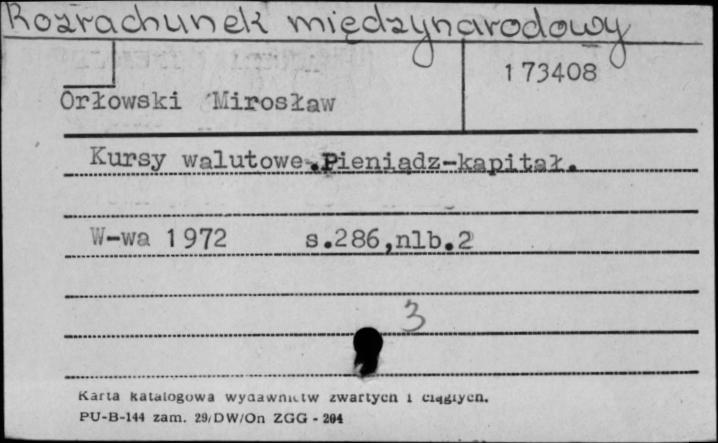 Rozrachunek międzynarodowy
173408
Orłowski Mirosław
Kursy walutowe.Pieniądz-kapitał.
W-wa 1972 s.286,nlb.2
3
Karta katalogowa wydawnictw zwartych i ciągłych.
PU-B-144 zam. 29/DW/On ZGG - 204